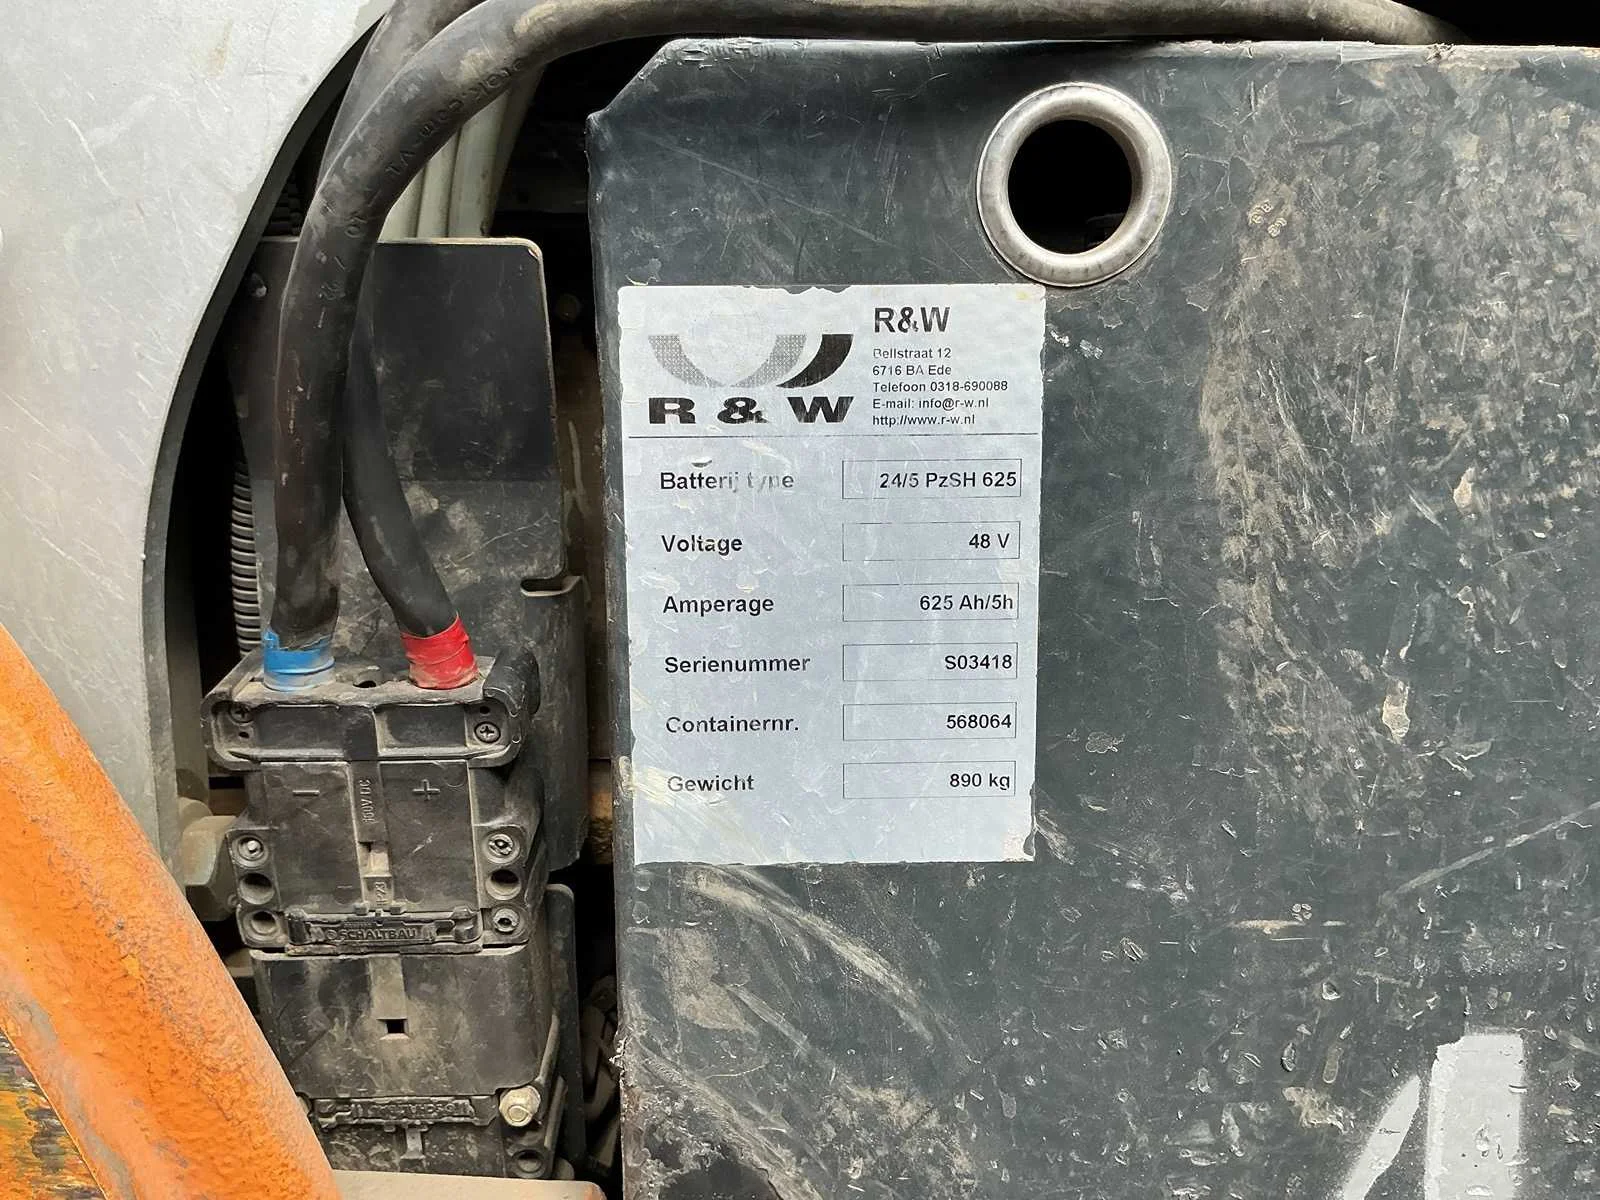 R & W
R&W
Bellstraat 12
6716 BA Ede
Telefoon 0318-690088
E-mail: info@r-w.nl
http://www.r-w.nl
Batterij type 24/5 PzSH 625
Voltage 48 V
Amperage 625 Ah/5h
Serienummer S03418
Containernr. 568064
Gewicht 890 kg
− +
SCHALTBAU
4